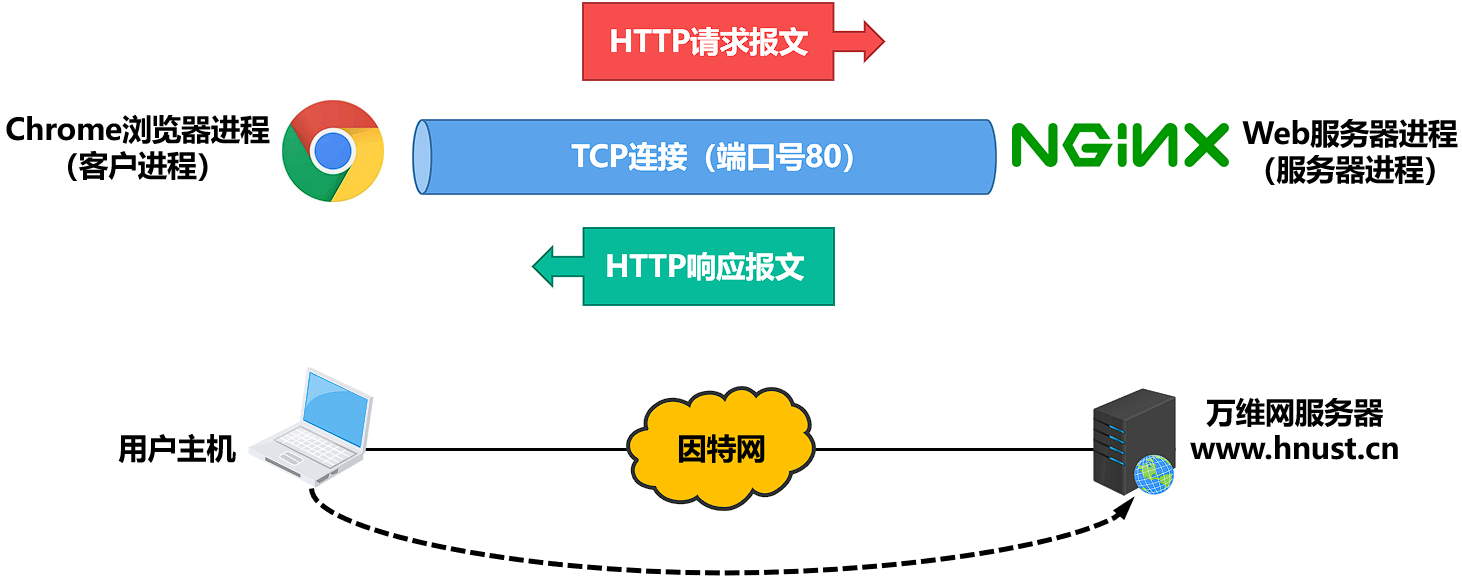 HTTP请求报文
Chrome浏览器进程
（客户进程）
TCP连接（端口号80）
NGiNX
Web服务器进程
（服务器进程）
HTTP响应报文
用户主机
因特网
万维网服务器
www.hnust.cn